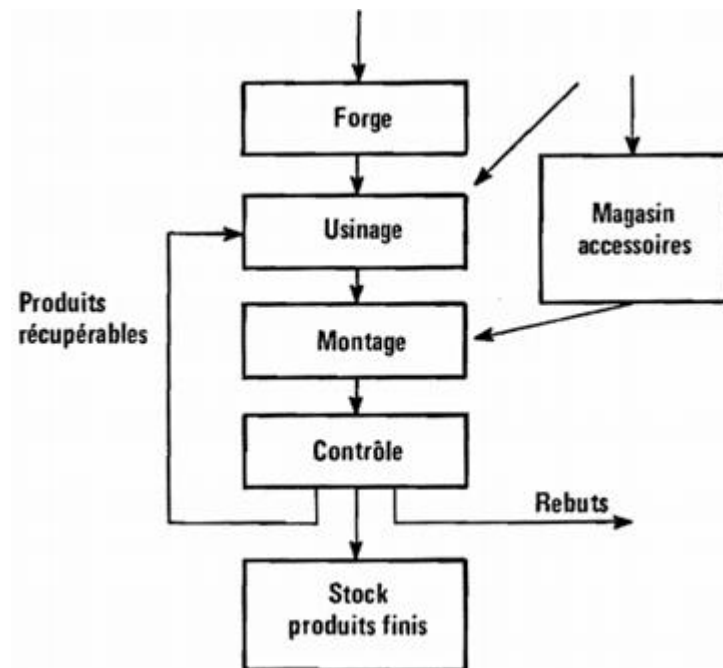 Forge
Usinage
Magasin
accessoires
Produits
récupérables
Montage
Contrôle
Rebuts
Stock
produits finis